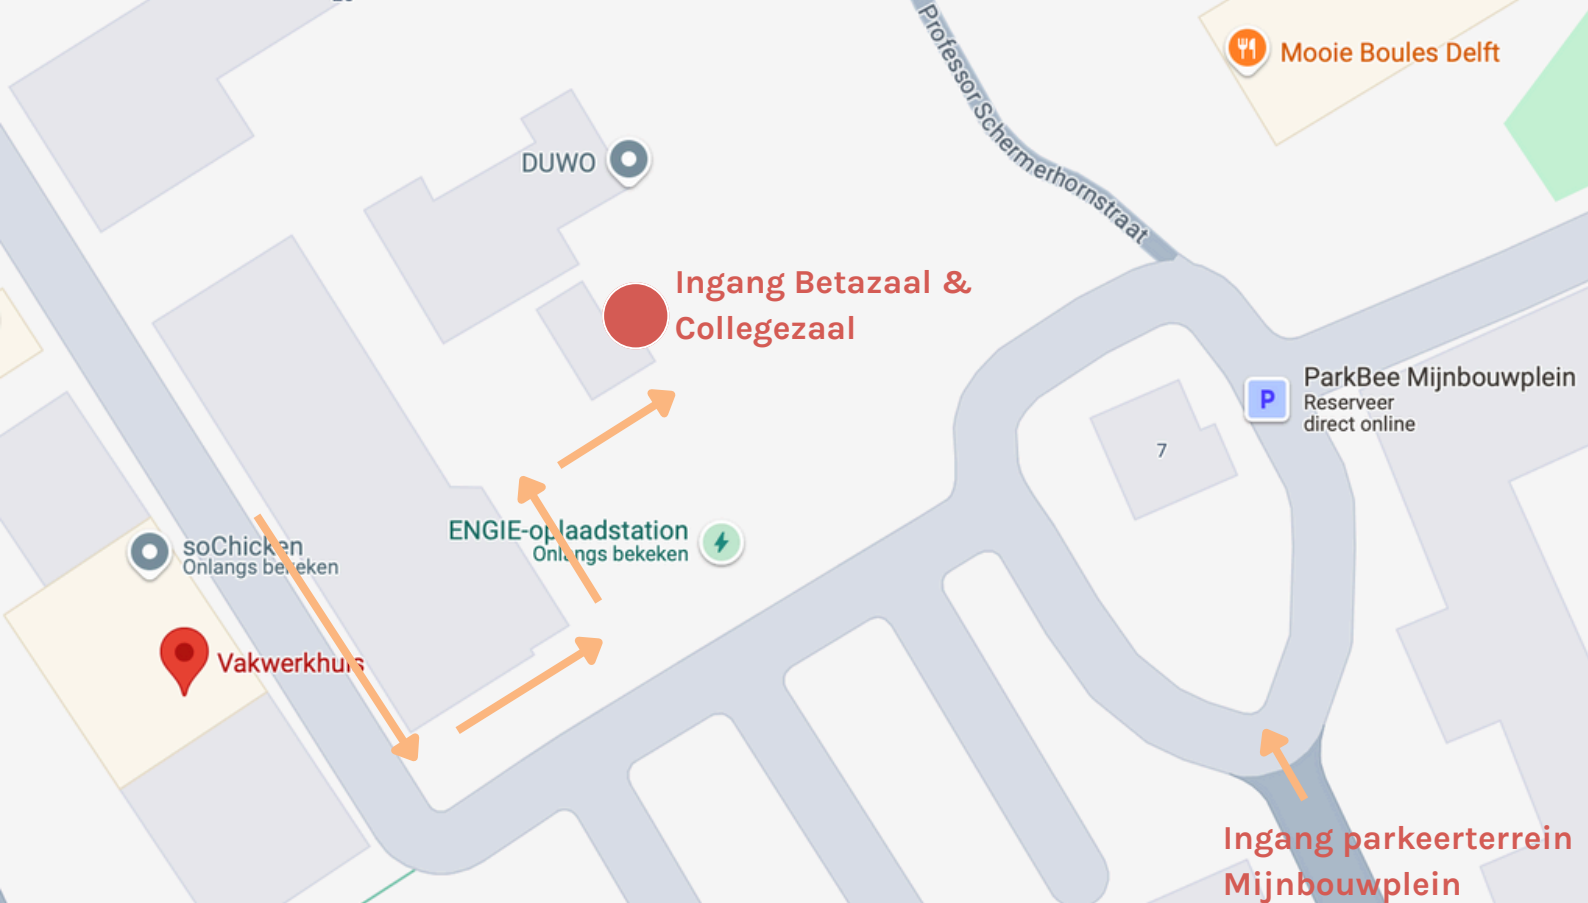 Professor Schermerhornstraat
Mooie Boules Delft
DUWO
Ingang Betazaal &
Collegezaal
ParkBee Mijnbouwplein
Reserveer
direct online
7
ENGIE-oplaadstation
Onlangs bekeken
soChicken
Onlangs bekeken
Vakwerkhuis
P
Ingang parkeerterrein
Mijnbouwplein